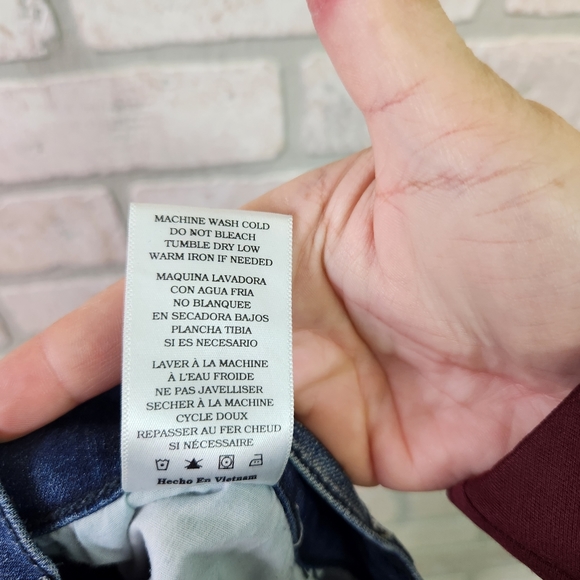 MACHINE WASH COLD
DO NOT BLEACH
TUMBLE DRY LOW
WARM IRON IF NEEDED
MAQUINA LAVADORA
CON AGUA FRIA
NO BLANQUEE
EN SECADORA BAJOS
PLANCHA TIBIA
SI ES NECESARIO
LAVER À LA MACHINE
À L'EAU FROIDE
NE PAS JAVELLISER
SECHER À LA MACHINE
CYCLE DOUX
REPASSER AU FER CHEUD
SI NÉCESSAIRE
Hecho En Vietnam